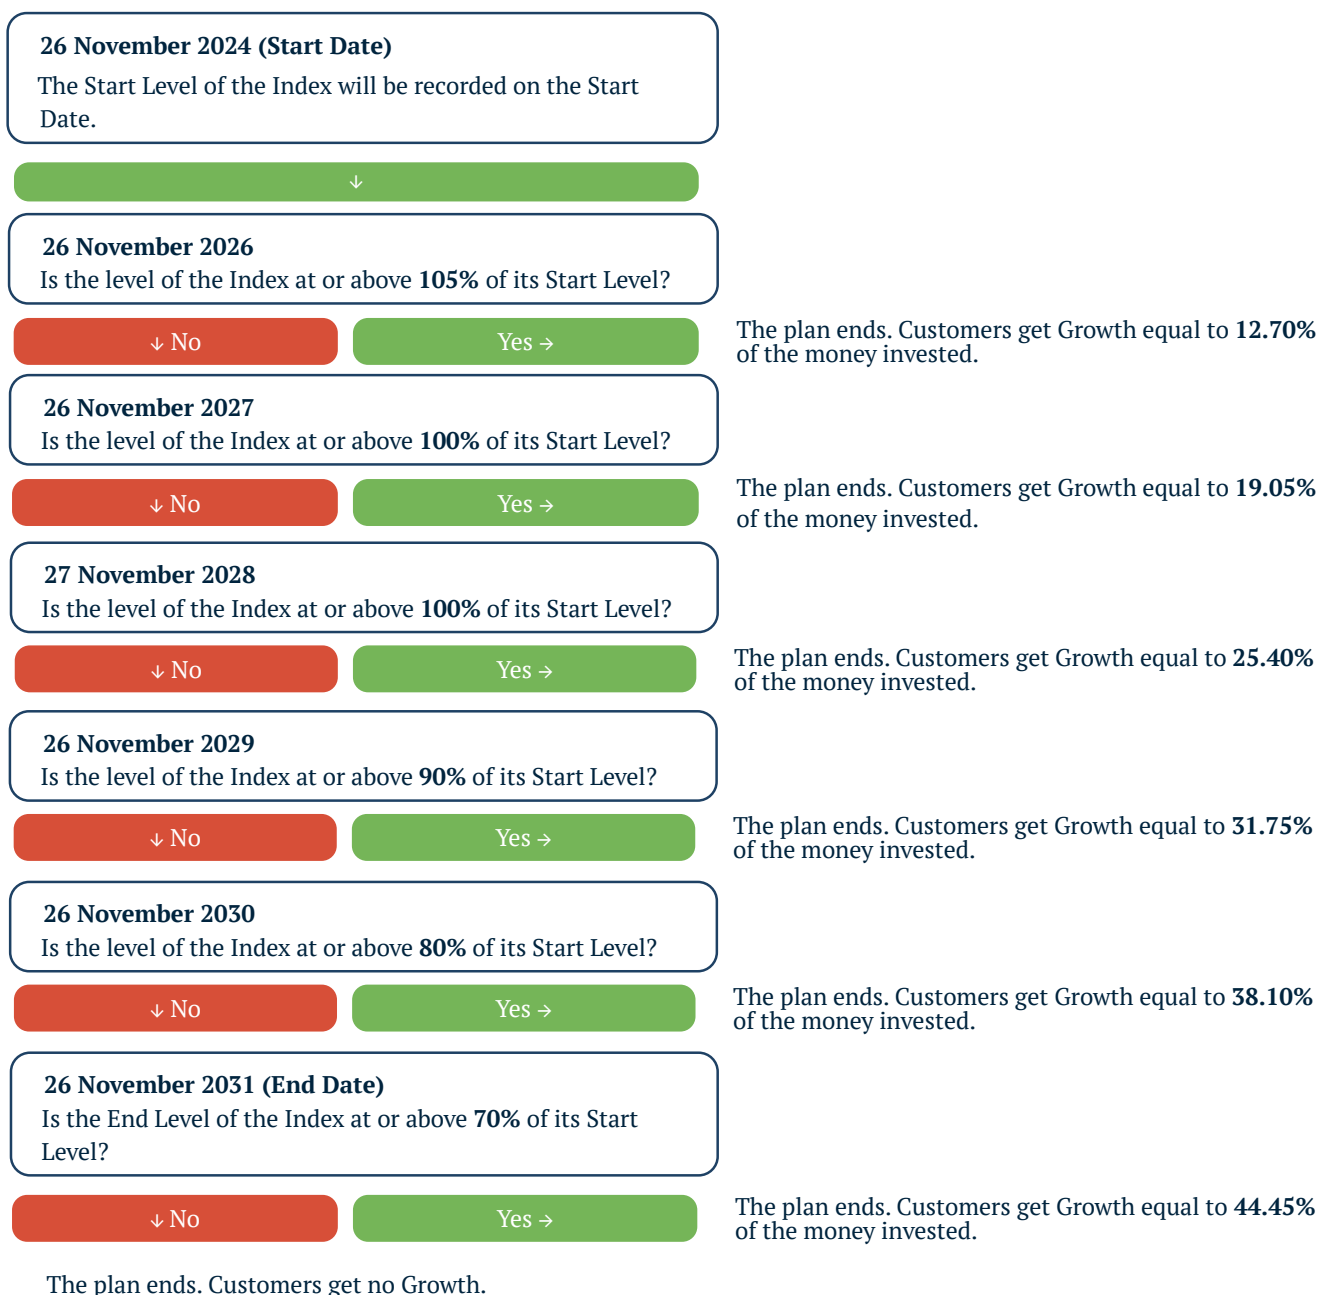 26 November 2024 (Start Date)
The Start Level of the Index will be recorded on the Start
Date.
↓
26 November 2026
Is the level of the Index at or above 105% of its Start Level?
↓ No
Yes →
The plan ends. Customers get Growth equal to 12.70%
of the money invested.
26 November 2027
Is the level of the Index at or above 100% of its Start Level?
↓ No
Yes →
The plan ends. Customers get Growth equal to 19.05%
of the money invested.
27 November 2028
Is the level of the Index at or above 100% of its Start Level?
↓ No
Yes →
The plan ends. Customers get Growth equal to 25.40%
of the money invested.
26 November 2029
Is the level of the Index at or above 90% of its Start Level?
↓ No
Yes →
The plan ends. Customers get Growth equal to 31.75%
of the money invested.
26 November 2030
Is the level of the Index at or above 80% of its Start Level?
↓ No
Yes →
The plan ends. Customers get Growth equal to 38.10%
of the money invested.
26 November 2031 (End Date)
Is the End Level of the Index at or above 70% of its Start
Level?
↓ No
Yes →
The plan ends. Customers get Growth equal to 44.45%
of the money invested.
The plan ends. Customers get no Growth.